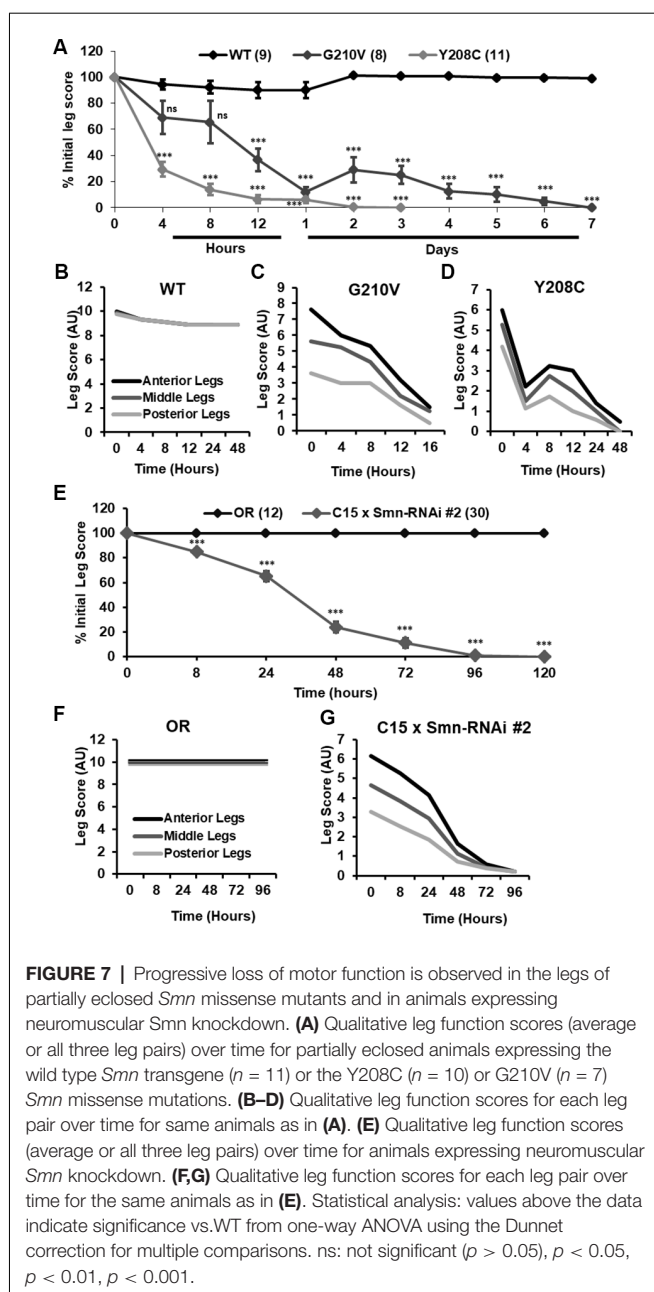 A
WT (9) G210V (8) Y208C (11)
% Initial leg score
120
100
80
60
40
20
0
ns
ns
***
***
***
***
***
***
***
***
***
***
***
***
***
***
0 4 8 12 1 2 3 4 5 6 7
Hours Days
B
WT
Leg Score (AU)
12
10
8
6
4
2
0
Anterior Legs
Middle Legs
Posterior Legs
0 4 8 12 24 48
Time (Hours)
C
G210V
Leg Score (AU)
9
8
7
6
5
4
3
2
1
0
0 4 8 12 16
Time (Hours)
D
Y208C
Leg Score (AU)
7
6
5
4
3
2
1
0
0 4 8 12 24 48
Time (Hours)
E
OR (12) C15 x Smn-RNAi #2 (30)
% Initial Leg Score
120
100
80
60
40
20
0
***
***
***
***
***
***
0 8 24 48 72 96 120
Time (hours)
F
OR
Leg Score (AU)
12
10
8
6
4
2
0
Anterior Legs
Middle Legs
Posterior Legs
0 8 24 48 72 96
Time (Hours)
G
C15 x Smn-RNAi #2
Leg Score (AU)
7
6
5
4
3
2
1
0
0 8 24 48 72 96
Time (Hours)
FIGURE 7 | Progressive loss of motor function is observed in the legs of
partially eclosed Smn missense mutants and in animals expressing
neuromuscular Smn knockdown. (A) Qualitative leg function scores (average
or all three leg pairs) over time for partially eclosed animals expressing the
wild type Smn transgene (n = 11) or the Y208C (n = 10) or G210V (n = 7)
Smn missense mutations. (B–D) Qualitative leg function scores for each leg
pair over time for same animals as in (A). (E) Qualitative leg function scores
(average or all three leg pairs) over time for animals expressing neuromuscular
Smn knockdown. (F,G) Qualitative leg function scores for each leg pair over
time for the same animals as in (E). Statistical analysis: values above the data
indicate significance vs.WT from one-way ANOVA using the Dunnet
correction for multiple comparisons. ns: not significant (p > 0.05), p < 0.05,
p < 0.01, p < 0.001.